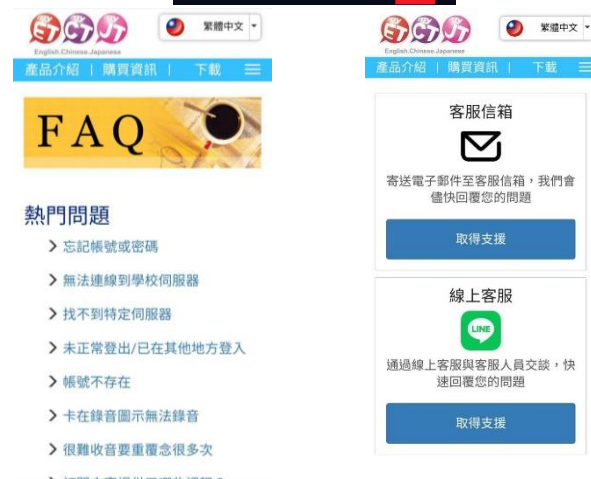 ET CT JT
English.Chinese.Japanese
繁體中文
產品介紹 | 購買資訊 | 下載
FAQ
熱門問題
忘記帳號或密碼
無法連線到學校伺服器
找不到特定伺服器
未正常登出/已在其他地方登入
帳號不存在
卡在錄音圖示無法錄音
很難收音要重覆念很多次
ET CT JT
English.Chinese.Japanese
繁體中文
產品介紹 | 購買資訊 | 下載
客服信箱
寄送電子郵件至客服信箱，我們會
儘快回覆您的問題
取得支援
線上客服
LINE
通過線上客服與客服人員交談，快
速回覆您的問題
取得支援